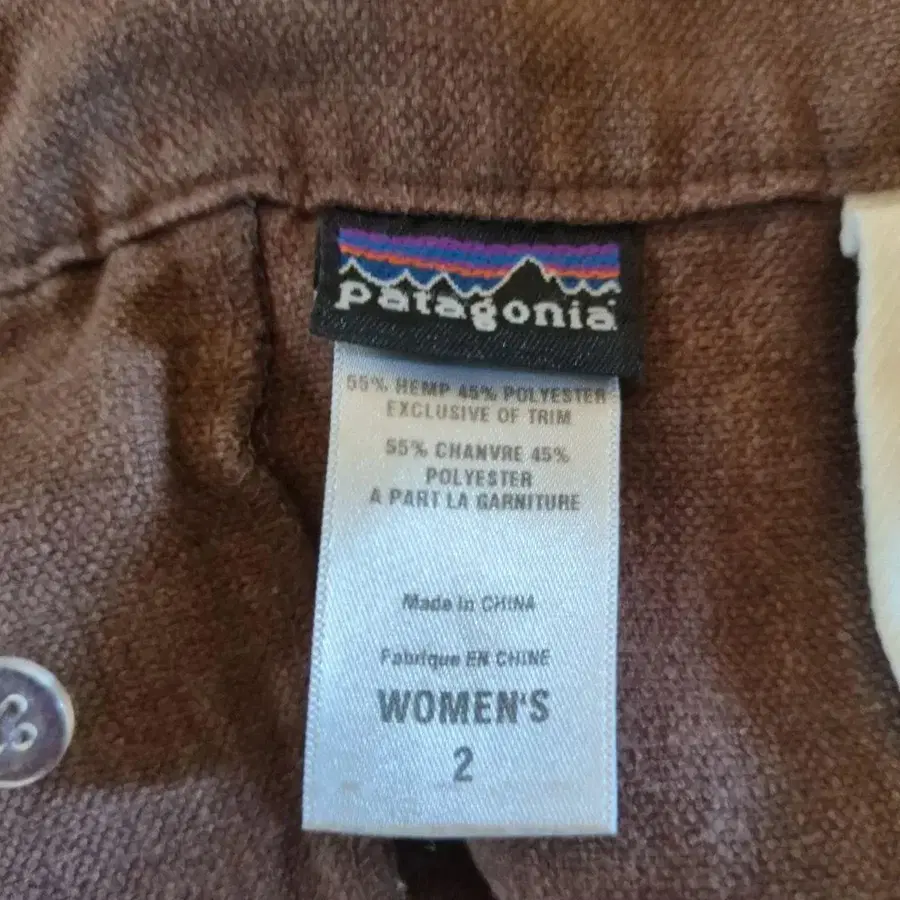 patagonia
55% HEMP 45% POLYESTER
EXCLUSIVE OF TRIM
55% CHANVRE 45%
POLYESTER
A PART LA GARNITURE
Made in CHINA
Fabrique EN CHINE
WOMEN'S
2